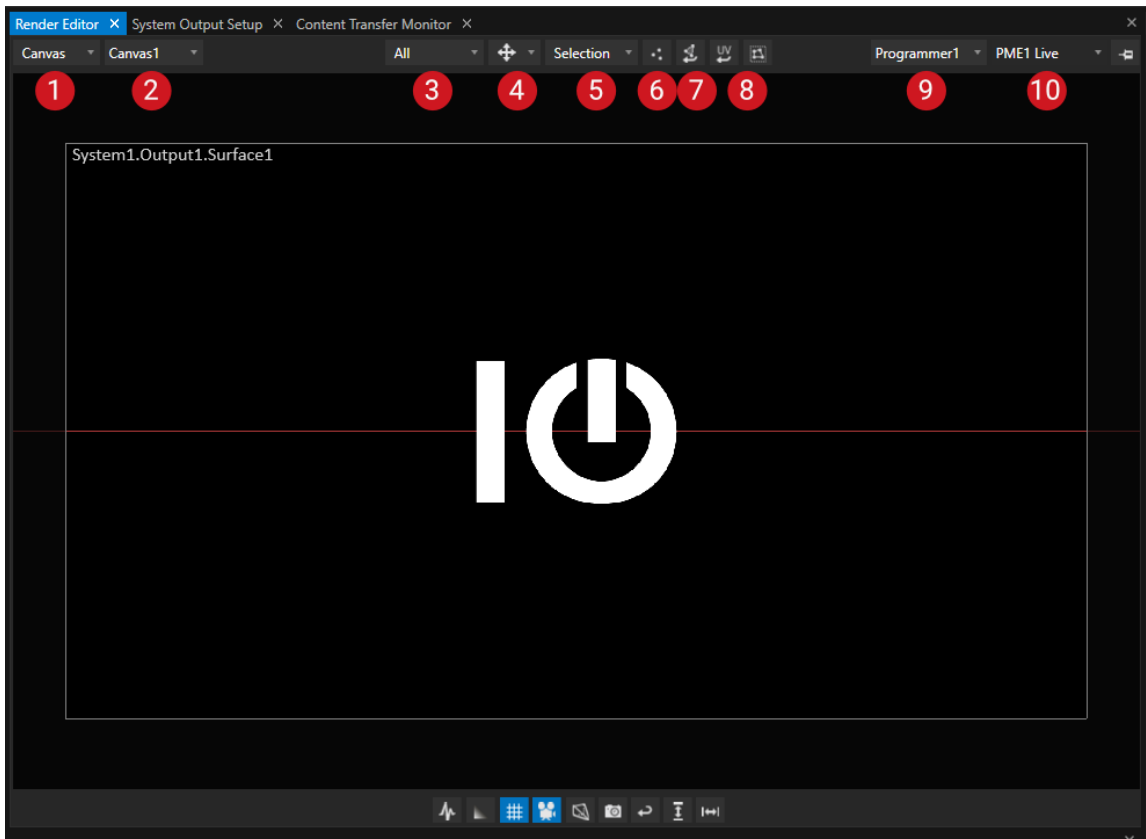 Render Editor × System Output Setup × Content Transfer Monitor ×
Canvas Canvas1 All Selection UV Programmer1 PME1 Live
1 2 3 4 5 6 7 8 9 10
System1.Output1.Surface1